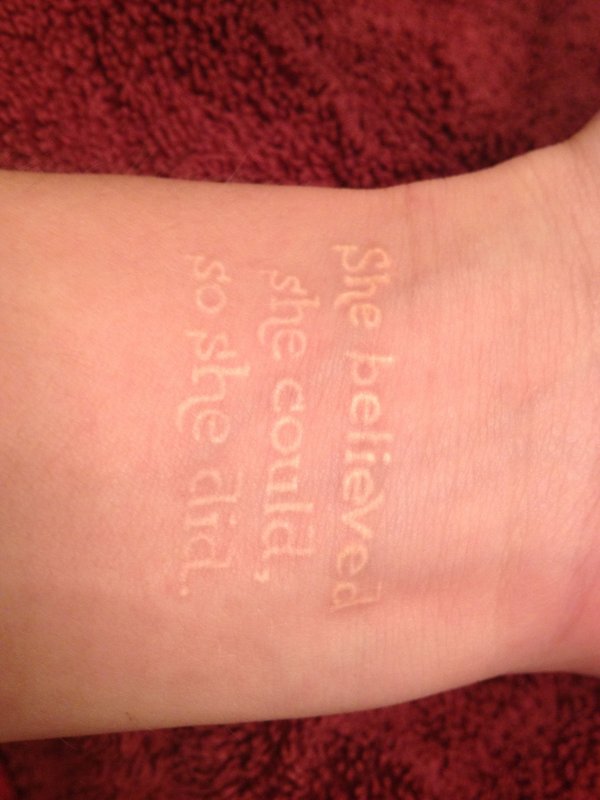 She believed
she could,
so she did.